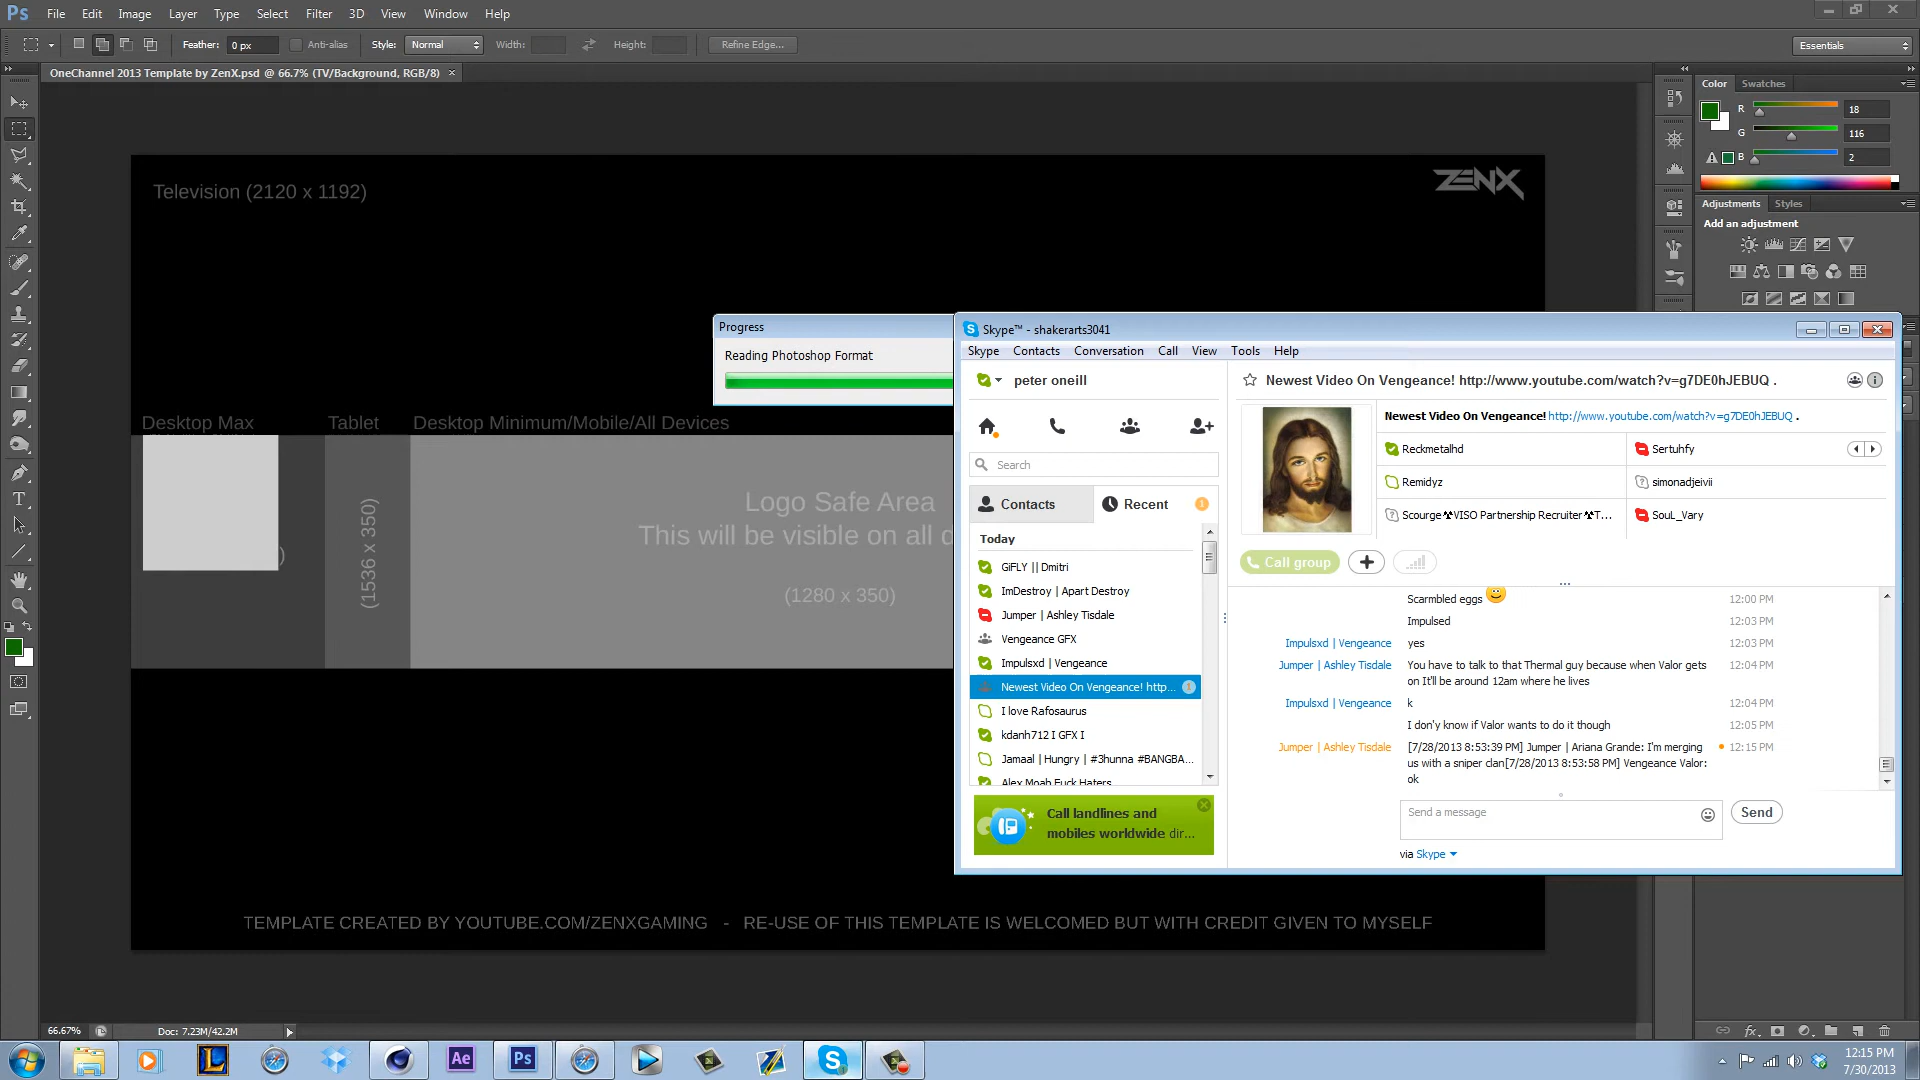 Ps File Edit Image Layer Type Select Filter 3D View Window Help
Feather: 0 px Anti-alias Style: Normal Width: Height: Refine Edge... Essentials
OneChannel 2013 Template by ZenX.psd @ 66.7% (TV/Background, RGB/8) ×
Color Swatches
R 18
G 116
B 2
Adjustments Styles
Add an adjustment
Television (2120 x 1192)
ZENX
Progress
Reading Photoshop Format
Desktop Max Tablet Desktop Minimum/Mobile/All Devices
(1536 x 350)
Logo Safe Area
This will be visible on all d
(1280 x 350)
)
TEMPLATE CREATED BY YOUTUBE.COM/ZENXGAMING - RE-USE OF THIS TEMPLATE IS WELCOMED BUT WITH CREDIT GIVEN TO MYSELF
Skype™ - shakerarts3041
Skype Contacts Conversation Call View Tools Help
peter oneill
Search
Contacts Recent 1
Today
GiFLY || Dmitri
ImDestroy | Apart Destroy
Jumper | Ashley Tisdale
Vengeance GFX
Impulsxd | Vengeance
Newest Video On Vengeance! http... 1
I love Rafosaurus
kdanh712 I GFX I
Jamaal | Hungry | #3hunna #BANGBA...
Alex Moah Fuck Haters
Call landlines and
mobiles worldwide dir...
Newest Video On Vengeance! http://www.youtube.com/watch?v=g7DE0hJEBUQ .
Newest Video On Vengeance! http://www.youtube.com/watch?v=g7DE0hJEBUQ .
Reckmetalhd Sertuhfy
Remidyz simonadjeivii
Scourge☢VISO Partnership Recruiter☢T... SouL_Vary
Call group
Scarmbled eggs 12:00 PM
Impulsed 12:03 PM
Impulsxd | Vengeance yes 12:03 PM
Jumper | Ashley Tisdale You have to talk to that Thermal guy because when Valor gets 12:04 PM
on It'll be around 12am where he lives
Impulsxd | Vengeance k 12:04 PM
I don'y know if Valor wants to do it though 12:05 PM
Jumper | Ashley Tisdale [7/28/2013 8:53:39 PM] Jumper | Ariana Grande: I'm merging 12:15 PM
us with a sniper clan[7/28/2013 8:53:58 PM] Vengeance Valor:
ok
Send a message Send
via Skype
66.67% Doc: 7.23M/42.2M
fx
L Ae Ps S
12:15 PM
7/30/2013